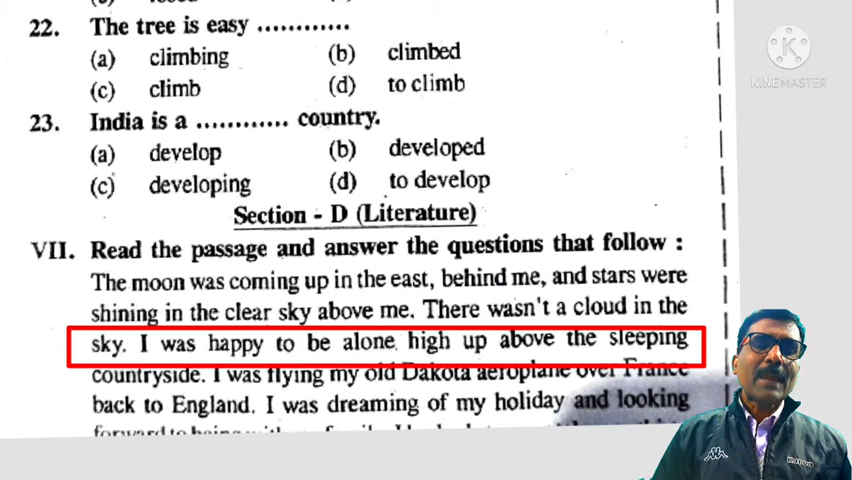 22. The tree is easy ............
(a) climbing (b) climbed
(c) climb (d) to climb
23. India is a ............ country.
(a) develop (b) developed
(c) developing (d) to develop
Section - D (Literature)
VII. Read the passage and answer the questions that follow :
The moon was coming up in the east, behind me, and stars were
shining in the clear sky above me. There wasn't a cloud in the
sky. I was happy to be alone high up above the sleeping
countryside. I was flying my old Dakota aeroplane over France
back to England. I was dreaming of my holiday and looking
forward to being
K
KINEMASTER
Kappa